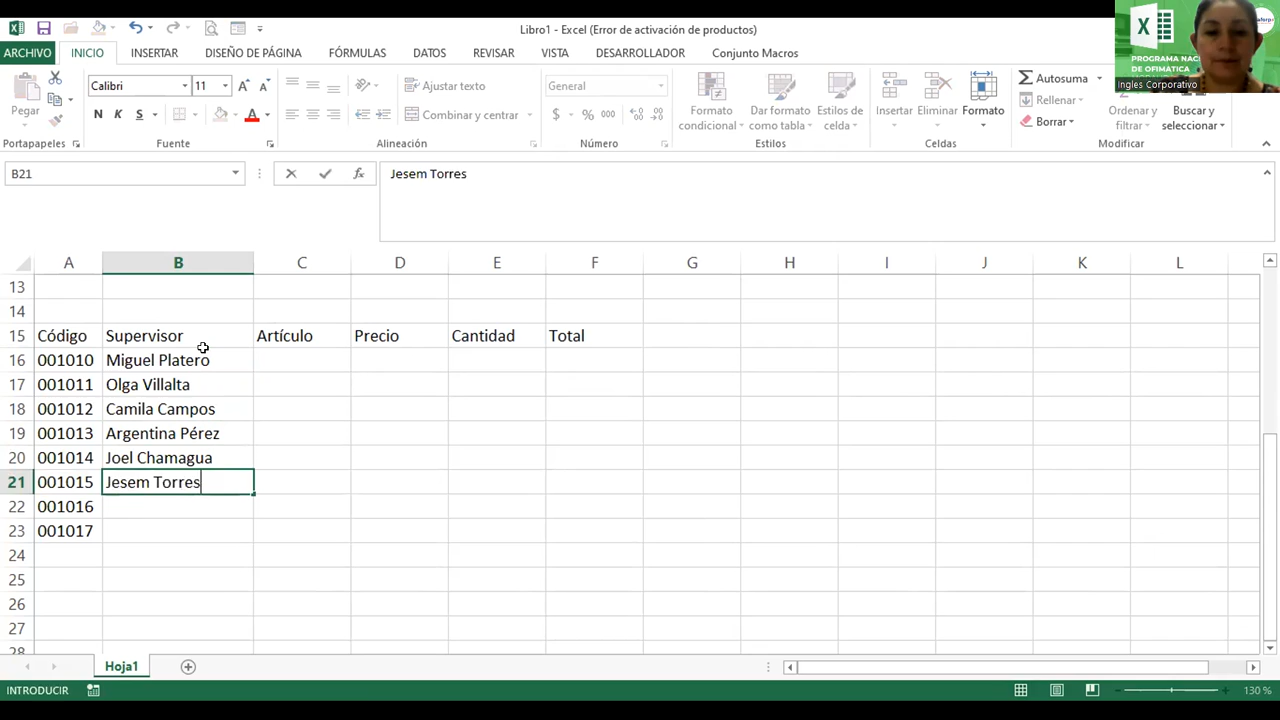 Libro1 - Excel (Error de activación de productos)
ARCHIVO INICIO INSERTAR DISEÑO DE PÁGINA FÓRMULAS DATOS REVISAR VISTA DESARROLLADOR Conjunto Macros
PROGRAMA
DE OFIMÁTICA
Ingles Corporativo
Pegar
Calibri 11
N K S
Ajustar texto
Combinar y centrar
General
$ % 000
Formato condicional
Dar formato como tabla
Estilos de celda
Insertar Eliminar Formato
Autosuma
Rellenar
Borrar
Ordenar y filtrar
Buscar y seleccionar
Portapapeles Fuente Alineación Número Estilos Celdas Modificar
B21 fx Jesem Torres
A B C D E F G H I J K L
13
14
15 Código Supervisor Artículo Precio Cantidad Total
16 001010 Miguel Platero
17 001011 Olga Villalta
18 001012 Camila Campos
19 001013 Argentina Pérez
20 001014 Joel Chamagua
21 001015 Jesem Torres
22 001016
23 001017
24
25
26
27
28
Hoja1
INTRODUCIR 130 %